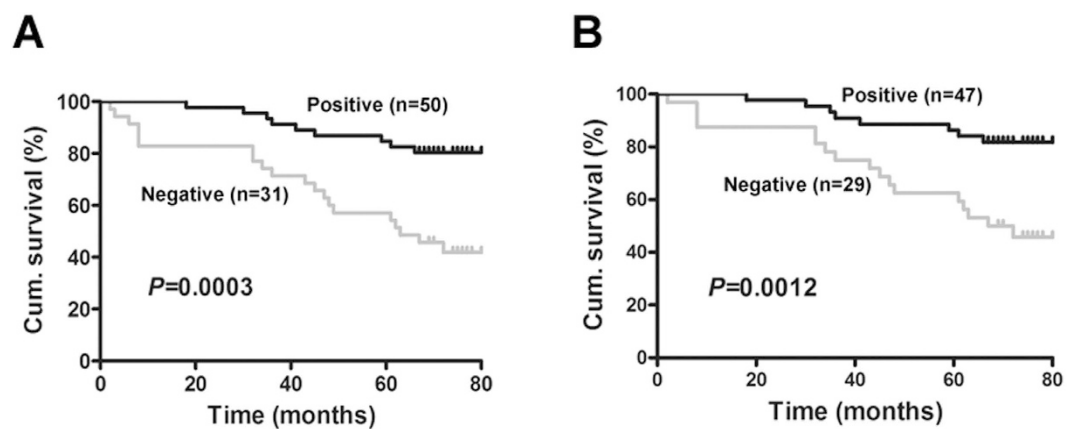 A
Cum. survival (%)
100
80
60
40
20
0
Positive (n=50)
Negative (n=31)
P=0.0003
0 20 40 60 80
Time (months)
B
Cum. survival (%)
100
80
60
40
20
0
Positive (n=47)
Negative (n=29)
P=0.0012
0 20 40 60 80
Time (months)